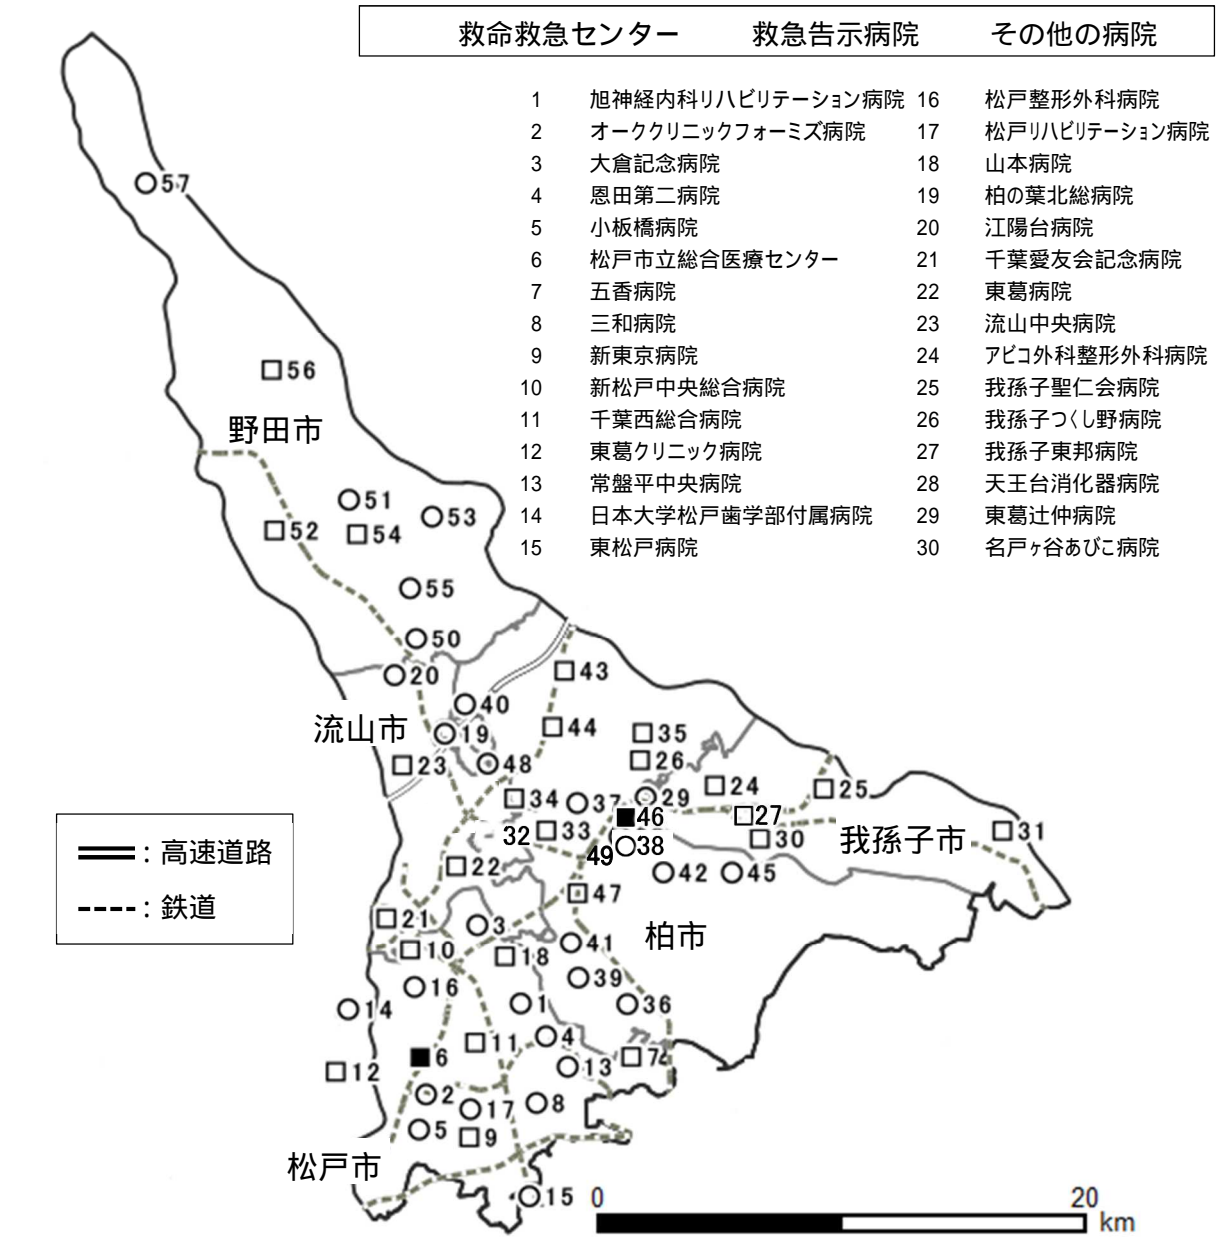 救命救急センター 救急告示病院 その他の病院
1 旭神経内科リハビリテーション病院 16 松戸整形外科病院
2 オーククリニックフォーミズ病院 17 松戸リハビリテーション病院
3 大倉記念病院 18 山本病院
4 恩田第二病院 19 柏の葉北総病院
5 小板橋病院 20 江陽台病院
6 松戸市立総合医療センター 21 千葉愛友会記念病院
7 五香病院 22 東葛病院
8 三和病院 23 流山中央病院
9 新東京病院 24 アビコ外科整形外科病院
10 新松戸中央総合病院 25 我孫子聖仁会病院
11 千葉西総合病院 26 我孫子つくし野病院
12 東葛クリニック病院 27 我孫子東邦病院
13 常盤平中央病院 28 天王台消化器病院
14 日本大学松戸歯学部付属病院 29 東葛辻仲病院
15 東松戸病院 30 名戸ヶ谷あびこ病院
57
56
野田市
51
53
52
54
55
50
20
43
40
流山市
19
44
35
23
48
26
34
37
29
24
25
46
27
32
33
49
38
30
我孫子市
31
22
42
45
47
21
3
41
柏市
10
18
39
16
14
1
36
11
4
6
7
12
13
2
17
8
5
9
松戸市
15
: 高速道路
: 鉄道
0 20
km